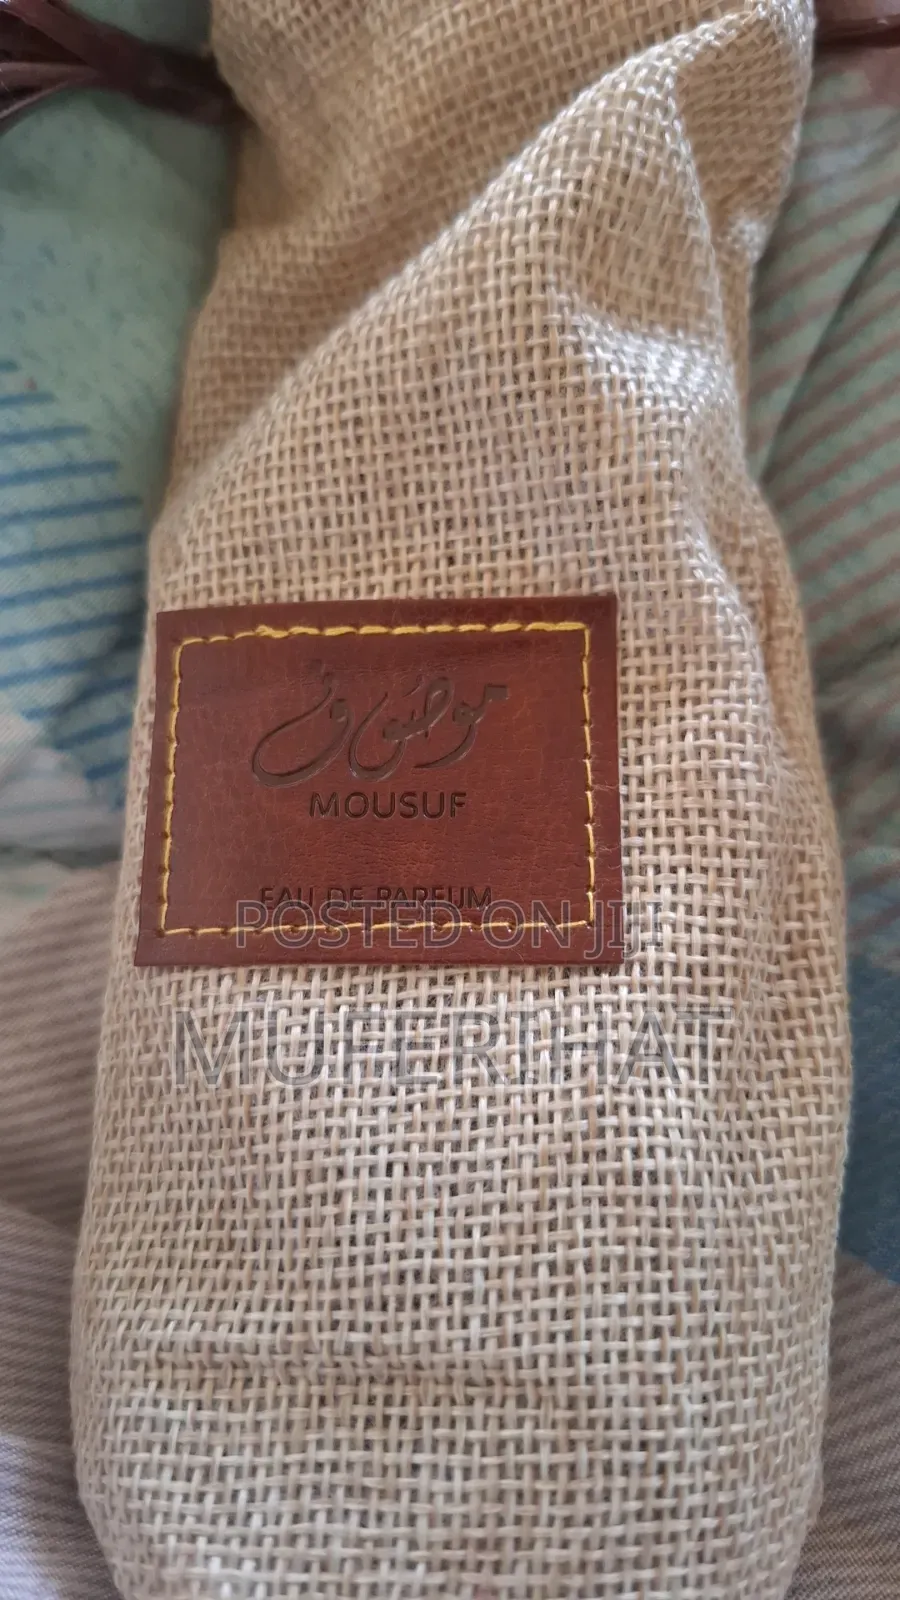 موصوف
MOUSUF
EAU DE PARFUM
POSTED ON JIJI
MUFERIHAT